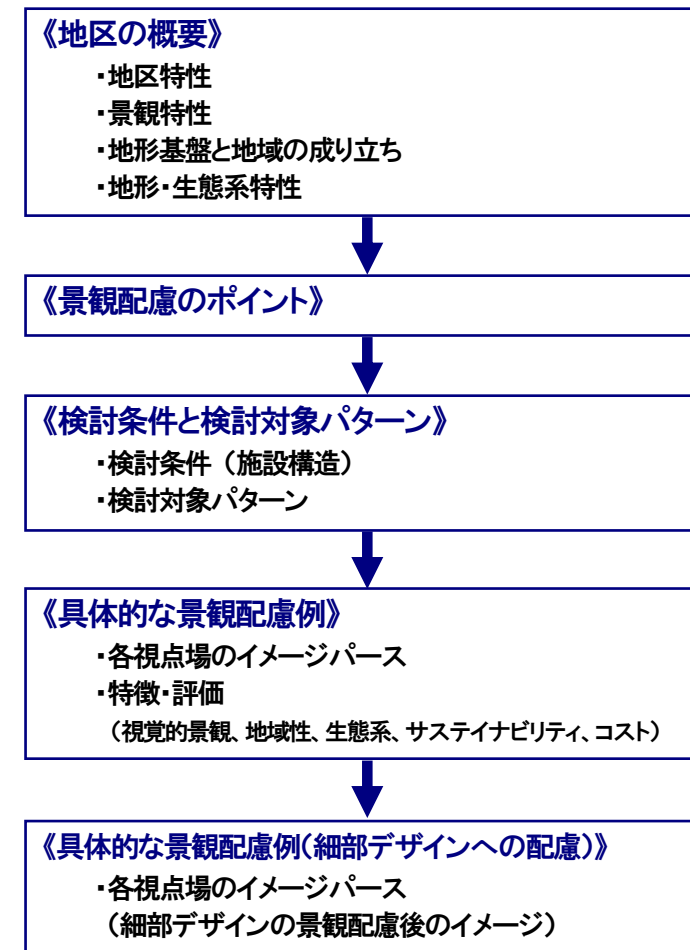 《地区の概要》
・地区特性
・景観特性
・地形基盤と地域の成り立ち
・地形・生態系特性
《景観配慮のポイント》
《検討条件と検討対象パターン》
・検討条件（施設構造）
・検討対象パターン
《具体的な景観配慮例》
・各視点場のイメージパース
・特徴・評価
（視覚的景観、地域性、生態系、サステイナビリティ、コスト）
《具体的な景観配慮例（細部デザインへの配慮）》
・各視点場のイメージパース
（細部デザインの景観配慮後のイメージ）